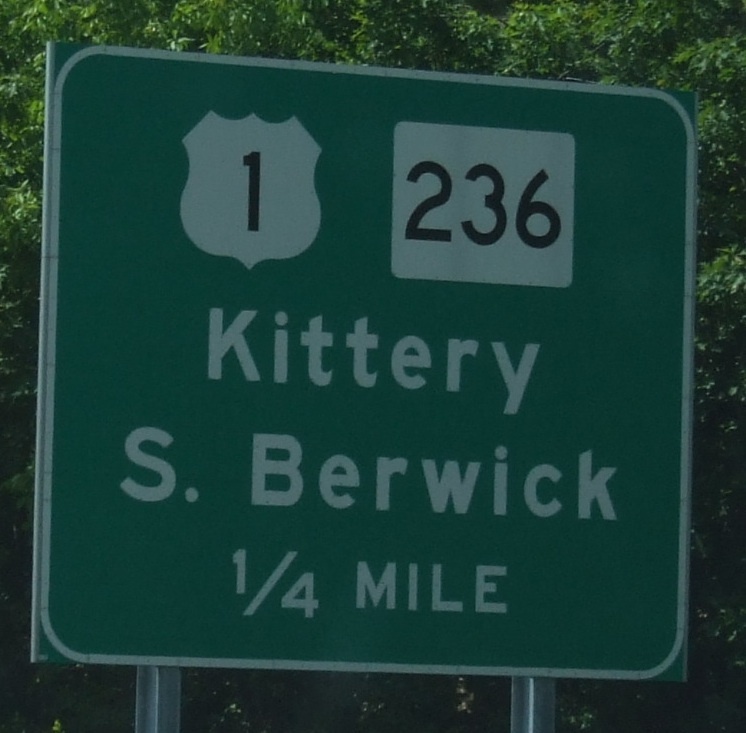 1 236
Kittery
S. Berwick
1/4 MILE